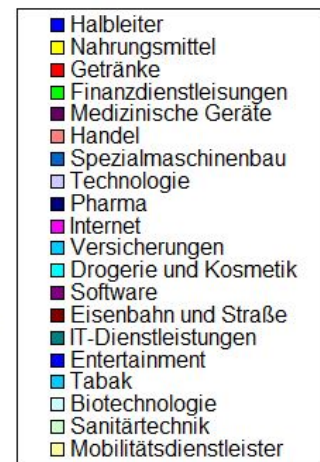 Halbleiter
Nahrungsmittel
Getränke
Finanzdienstleisungen
Medizinische Geräte
Handel
Spezialmaschinenbau
Technologie
Pharma
Internet
Versicherungen
Drogerie und Kosmetik
Software
Eisenbahn und Straße
IT-Dienstleistungen
Entertainment
Tabak
Biotechnologie
Sanitärtechnik
Mobilitätsdienstleister